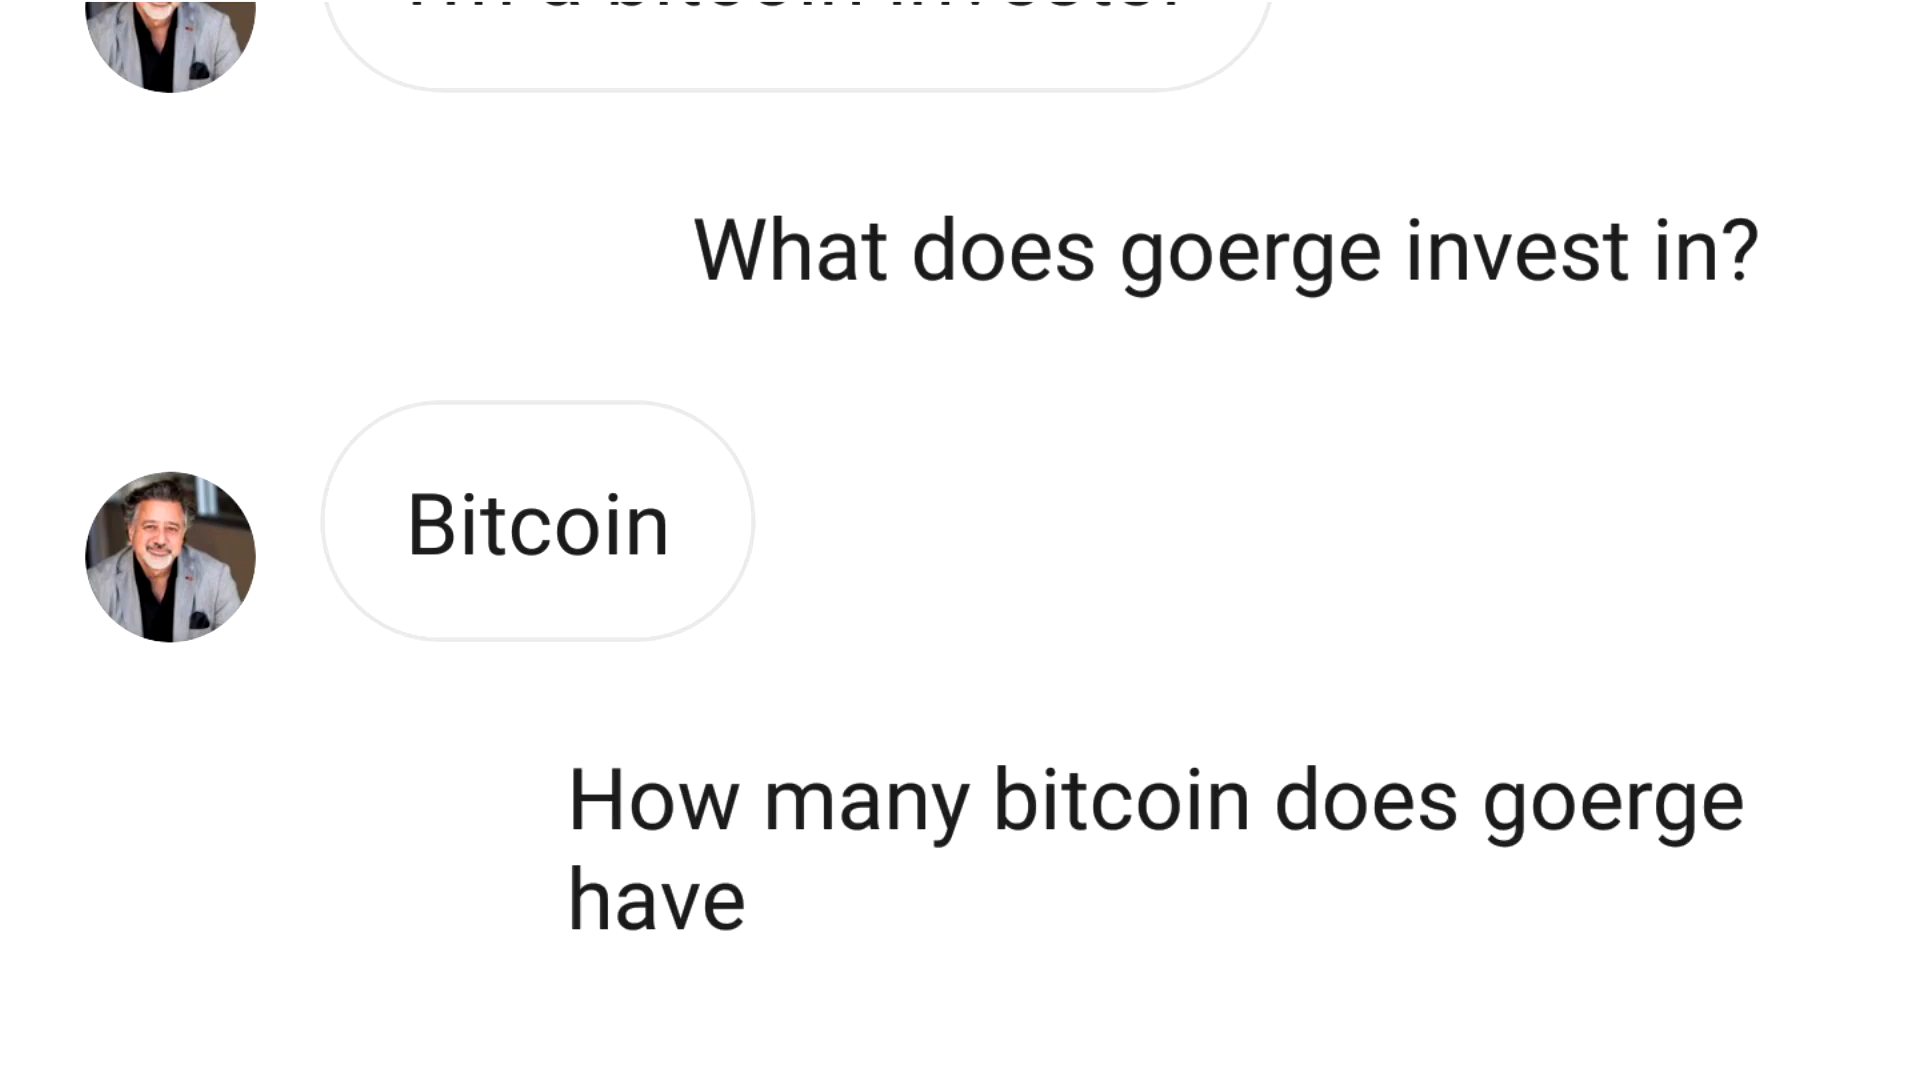 What does goerge invest in?
Bitcoin
How many bitcoin does goerge
have